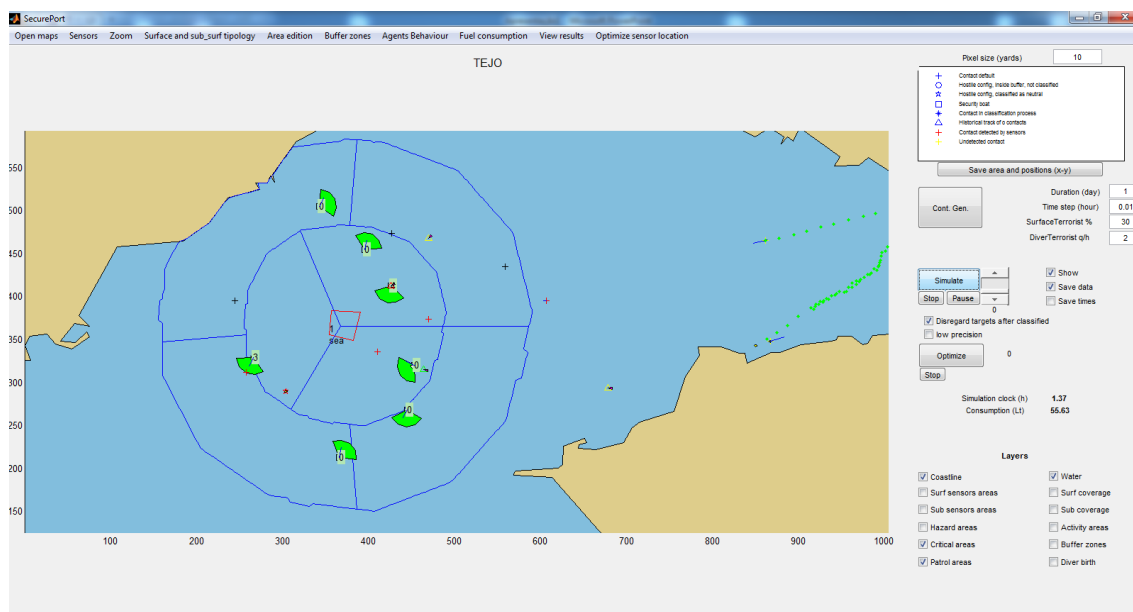 SecurePort
Open maps Sensors Zoom Surface and sub_surf tipology Area edition Buffer zones Agents Behaviour Fuel consumption View results Optimize sensor location
TEJO
Pixel size (yards) 10
Contact default
Hostile config, inside buffer, not classified
Hostile config, classified as neutral
Security boat
Contact in classification process
Historical track of o contacts
Contact detected by sensors
Undetected contact
Save area and positions (x-y)
Cont. Gen.
Duration (day) 1
Time step (hour) 0.01
SurfaceTerrorist % 30
DiverTerrorist q/h 2
Simulate
Stop Pause
0
Show
Save data
Save times
Disregard targets after classified
low precision
Optimize 0
Stop
Simulation clock (h) 1.37
Consumption (Lt) 55.63
Layers
Coastline Water
Surf sensors areas Surf coverage
Sub sensors areas Sub coverage
Hazard areas Activity areas
Critical areas Buffer zones
Patrol areas Diver birth
550
500
450
400
350
300
250
200
150
100 200 300 400 500 600 700 800 900 1000
1
sea
3